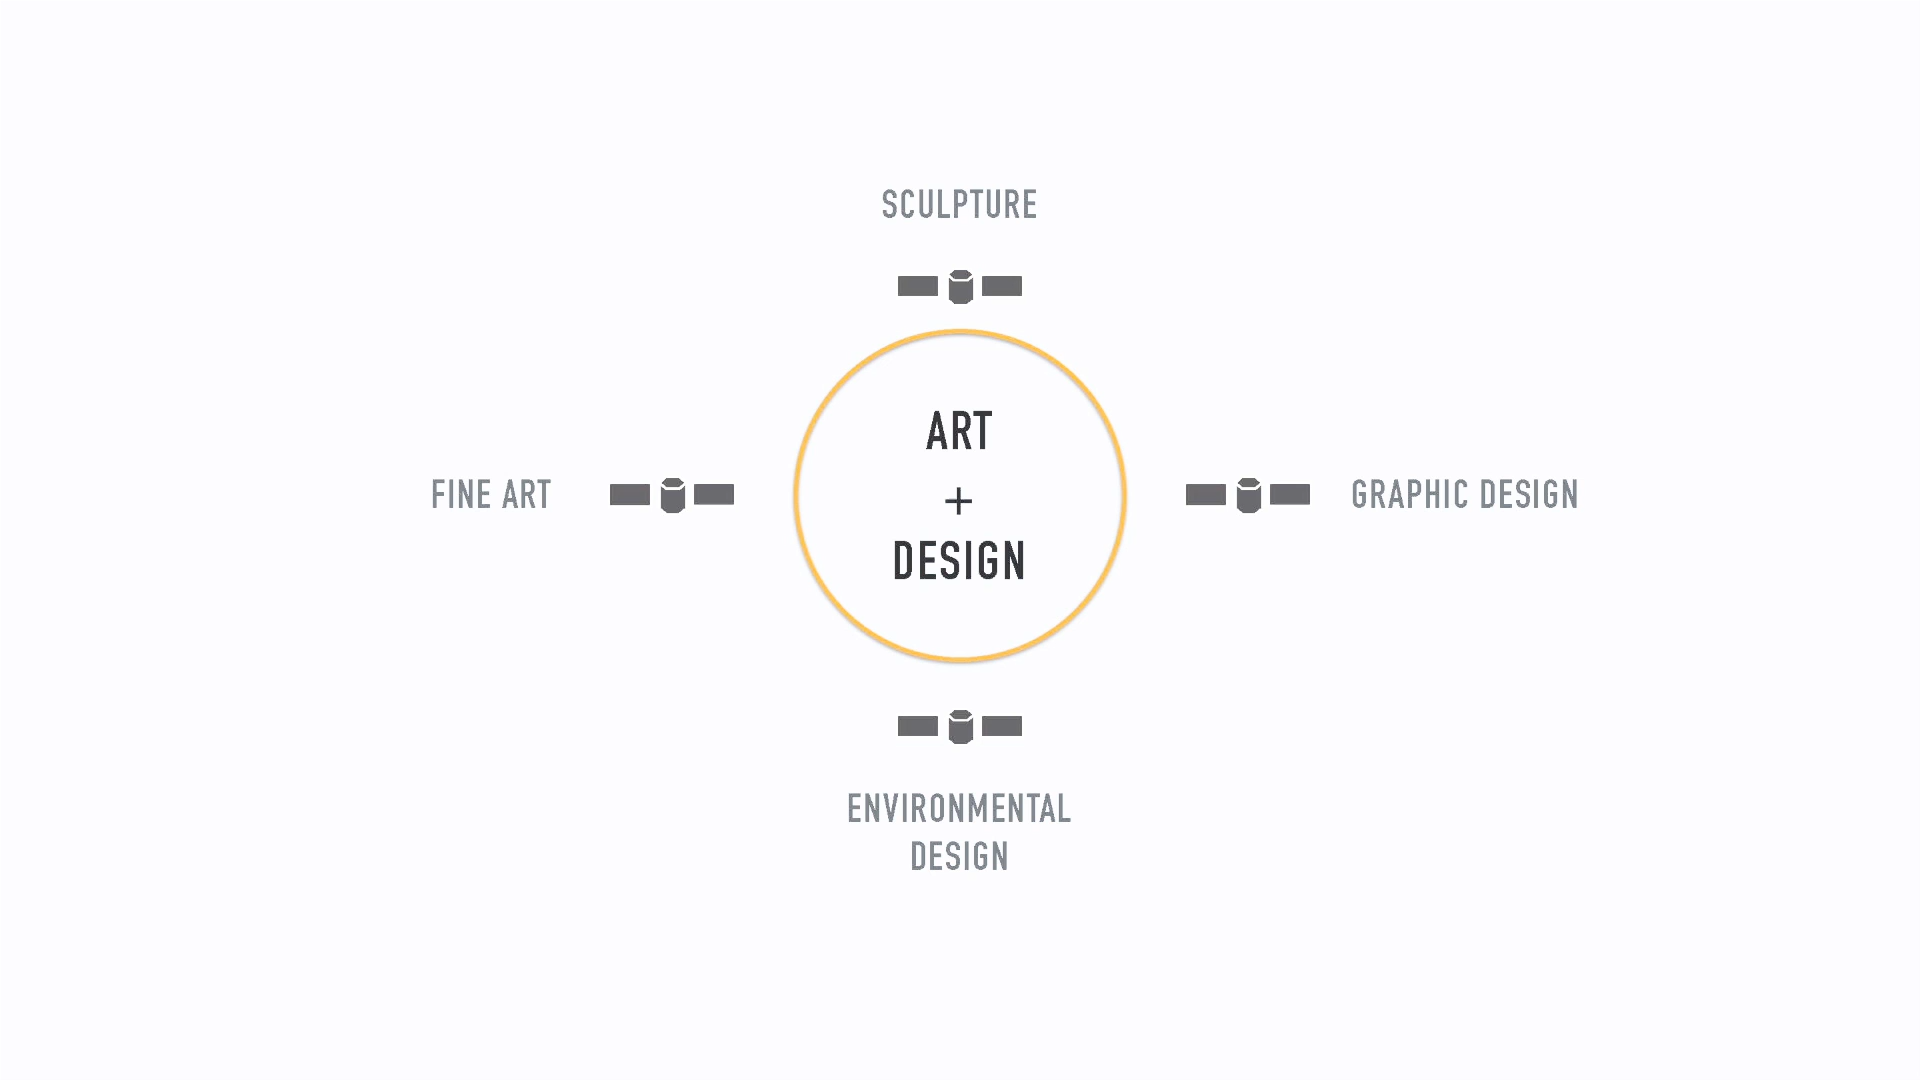 SCULPTURE
ART
+
DESIGN
FINE ART
GRAPHIC DESIGN
ENVIRONMENTAL
DESIGN